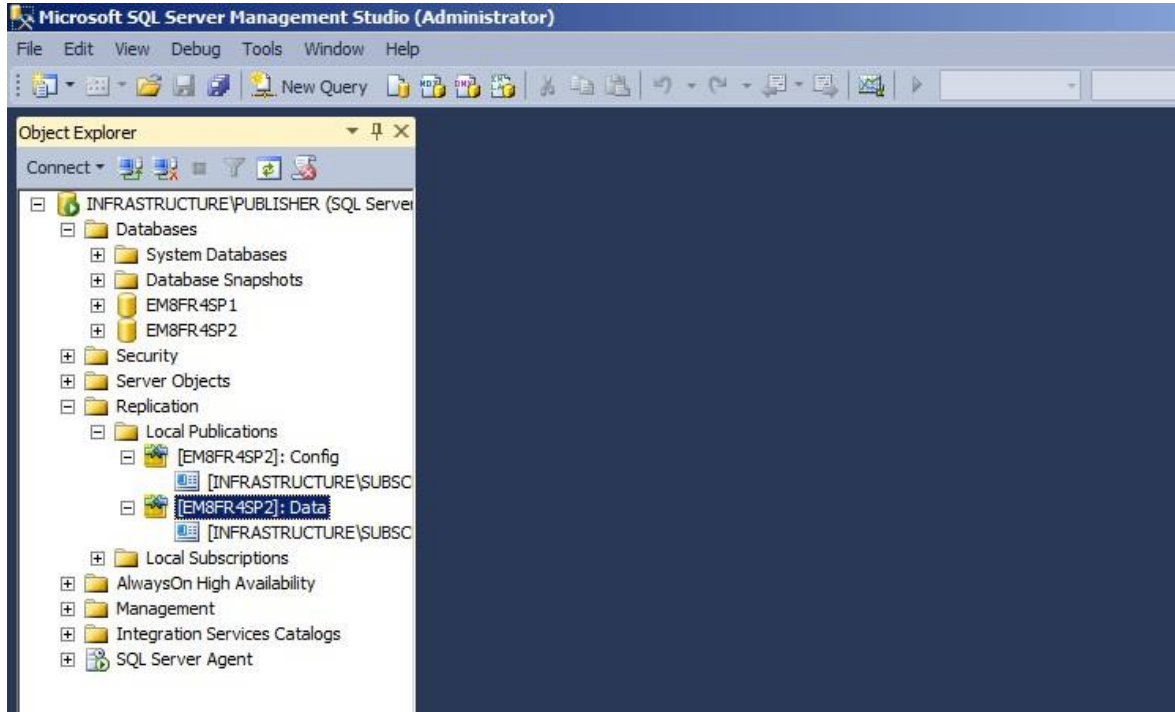 Microsoft SQL Server Management Studio (Administrator)
File Edit View Debug Tools Window Help
New Query
Object Explorer
Connect
INFRASTRUCTURE\PUBLISHER (SQL Server
Databases
System Databases
Database Snapshots
EM8FR4SP1
EM8FR4SP2
Security
Server Objects
Replication
Local Publications
[EM8FR4SP2]: Config
[INFRASTRUCTURE\SUBSC
[EM8FR4SP2]: Data
[INFRASTRUCTURE\SUBSC
Local Subscriptions
AlwaysOn High Availability
Management
Integration Services Catalogs
SQL Server Agent